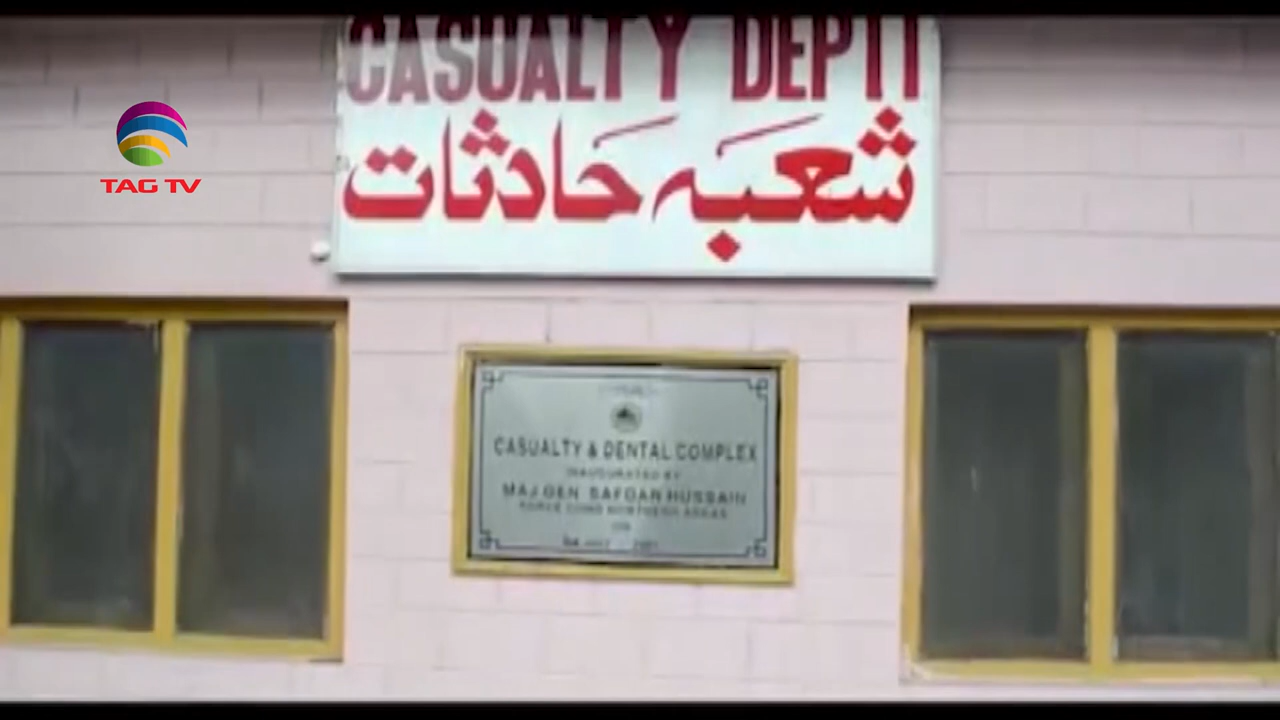 CASUALTY DEPTT
شعبہ حادثات
TAG TV
CASUALTY & DENTAL COMPLEX
INAUGURATED BY
MAJ GEN SAFDAR HUSSAIN
FORCE COMD NORTHERN AREAS
ON